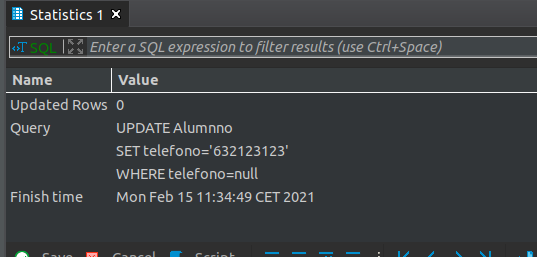 Statistics 1
SQL Enter a SQL expression to filter results (use Ctrl+Space)
Name Value
Updated Rows 0
Query UPDATE Alumnno
SET telefono='632123123'
WHERE telefono=null
Finish time Mon Feb 15 11:34:49 CET 2021
Save Cancel Script